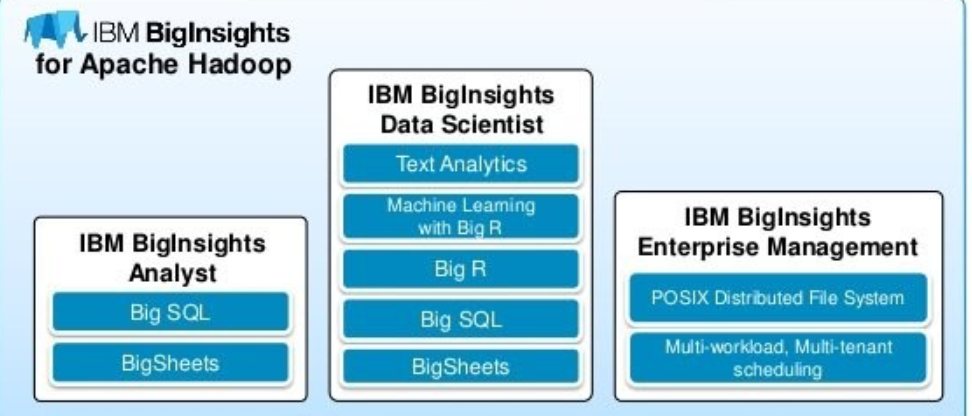 IBM BigInsights
for Apache Hadoop
IBM BigInsights
Analyst
Big SQL
BigSheets
IBM BigInsights
Data Scientist
Text Analytics
Machine Learning
with Big R
Big R
Big SQL
BigSheets
IBM BigInsights
Enterprise Management
POSIX Distributed File System
Multi-workload, Multi-tenant
scheduling